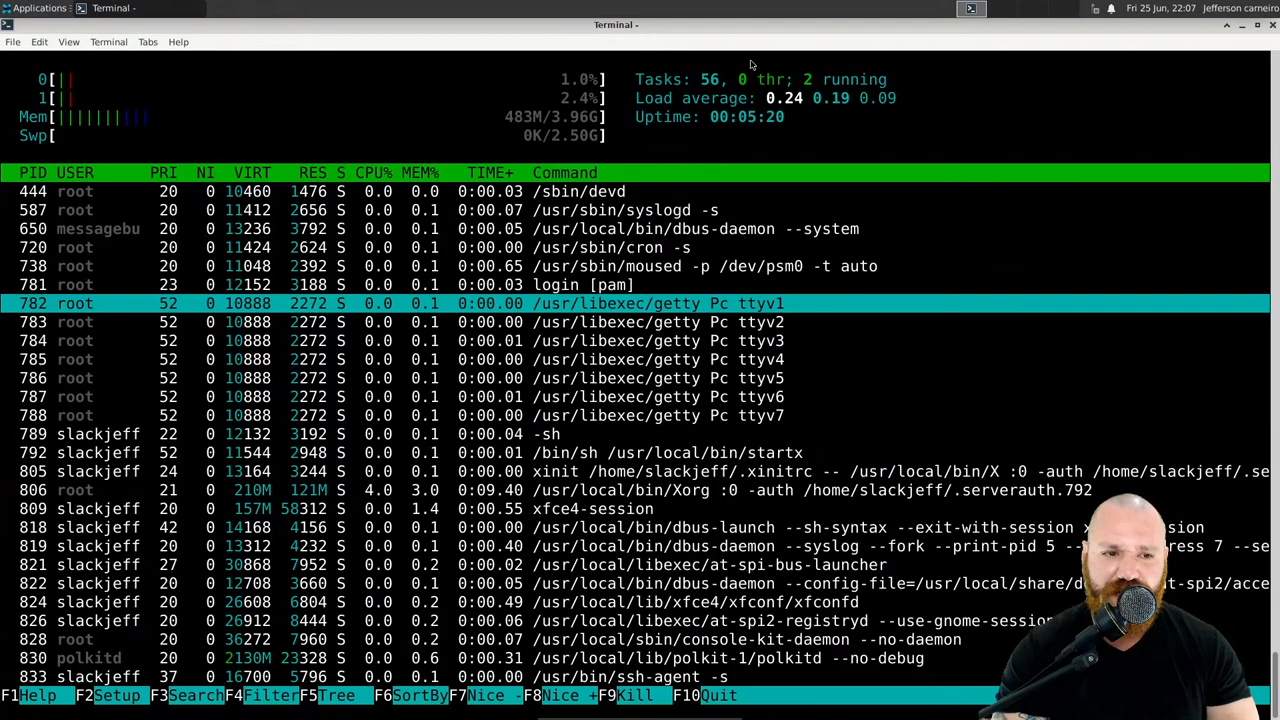 Applications Terminal - Fri 25 Jun, 22:07 Jefferson carneiro
Terminal -
File Edit View Terminal Tabs Help
0[|| 1.0%] Tasks: 56, 0 thr; 2 running
1[|| 2.4%] Load average: 0.24 0.19 0.09
Mem[|||||||||| 483M/3.96G] Uptime: 00:05:20
Swp[ 0K/2.50G]
PID USER PRI NI VIRT RES S CPU% MEM% TIME+ Command
444 root 20 0 10460 1476 S 0.0 0.0 0:00.03 /sbin/devd
587 root 20 0 11412 2656 S 0.0 0.1 0:00.07 /usr/sbin/syslogd -s
650 messagebu 20 0 13236 3792 S 0.0 0.1 0:00.05 /usr/local/bin/dbus-daemon --system
720 root 20 0 11424 2624 S 0.0 0.1 0:00.00 /usr/sbin/cron -s
738 root 20 0 11048 2392 S 0.0 0.1 0:00.65 /usr/sbin/moused -p /dev/psm0 -t auto
781 root 23 0 12152 3188 S 0.0 0.1 0:00.03 login [pam]
782 root 52 0 10888 2272 S 0.0 0.1 0:00.00 /usr/libexec/getty Pc ttyv1
783 root 52 0 10888 2272 S 0.0 0.1 0:00.00 /usr/libexec/getty Pc ttyv2
784 root 52 0 10888 2272 S 0.0 0.1 0:00.01 /usr/libexec/getty Pc ttyv3
785 root 52 0 10888 2272 S 0.0 0.1 0:00.00 /usr/libexec/getty Pc ttyv4
786 root 52 0 10888 2272 S 0.0 0.1 0:00.00 /usr/libexec/getty Pc ttyv5
787 root 52 0 10888 2272 S 0.0 0.1 0:00.01 /usr/libexec/getty Pc ttyv6
788 root 52 0 10888 2272 S 0.0 0.1 0:00.00 /usr/libexec/getty Pc ttyv7
789 slackjeff 22 0 12132 3192 S 0.0 0.1 0:00.04 -sh
792 slackjeff 52 0 11544 2948 S 0.0 0.1 0:00.00 /bin/sh /usr/local/bin/startx
805 slackjeff 24 0 13164 3244 S 0.0 0.1 0:00.01 xinit /home/slackjeff/.xinitrc -- /usr/local/bin/X :0 -auth /home/slackjeff/.se
806 root 21 0 210M 121M S 4.0 3.0 0:09.40 /usr/local/bin/Xorg :0 -auth /home/slackjeff/.serverauth.792
809 slackjeff 20 0 157M 58312 S 0.0 1.4 0:00.55 xfce4-session
818 slackjeff 42 0 14168 4156 S 0.0 0.1 0:00.00 /usr/local/bin/dbus-launch --sh-syntax --exit-with-session x ession
819 slackjeff 20 0 13312 4232 S 0.0 0.1 0:00.40 /usr/local/bin/dbus-daemon --syslog --fork --print-pid 5 -- ress 7 --se
821 slackjeff 27 0 30868 7952 S 0.0 0.2 0:00.01 /usr/local/libexec/at-spi-bus-launcher
822 slackjeff 20 0 12708 3660 S 0.0 0.1 0:00.05 /usr/local/bin/dbus-daemon --config-file=/usr/local/share/d -spi2/acce
824 slackjeff 20 0 26608 6804 S 0.0 0.2 0:00.49 /usr/local/lib/xfce4/xfconf/xfconfd
826 slackjeff 20 0 26912 8444 S 0.0 0.2 0:00.06 /usr/local/libexec/at-spi2-registryd --use-gnome-sess
828 root 20 0 36272 7960 S 0.0 0.2 0:00.07 /usr/local/sbin/console-kit-daemon --no-daemon
830 polkitd 20 0 2130M 23328 S 0.0 0.6 0:00.31 /usr/local/lib/polkit-1/polkitd --no-debug
833 slackjeff 37 0 16700 5796 S 0.0 0.1 0:00.00 /usr/bin/ssh-agent -s
F1Help F2Setup F3SearchF4FilterF5Tree F6SortByF7Nice -F8Nice +F9Kill F10Quit